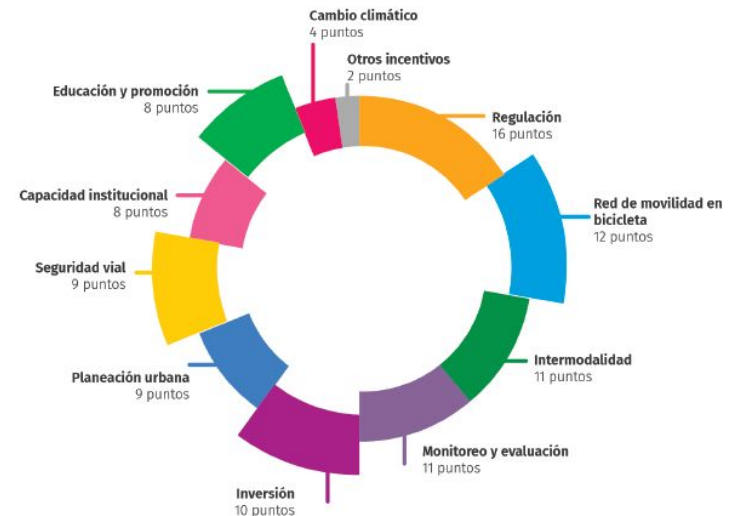 Cambio climático
4 puntos
Otros incentivos
2 puntos
Regulación
16 puntos
Red de movilidad en
bicicleta
12 puntos
Intermodalidad
11 puntos
Monitoreo y evaluación
11 puntos
Inversión
10 puntos
Planeación urbana
9 puntos
Seguridad vial
9 puntos
Capacidad institucional
8 puntos
Educación y promoción
8 puntos